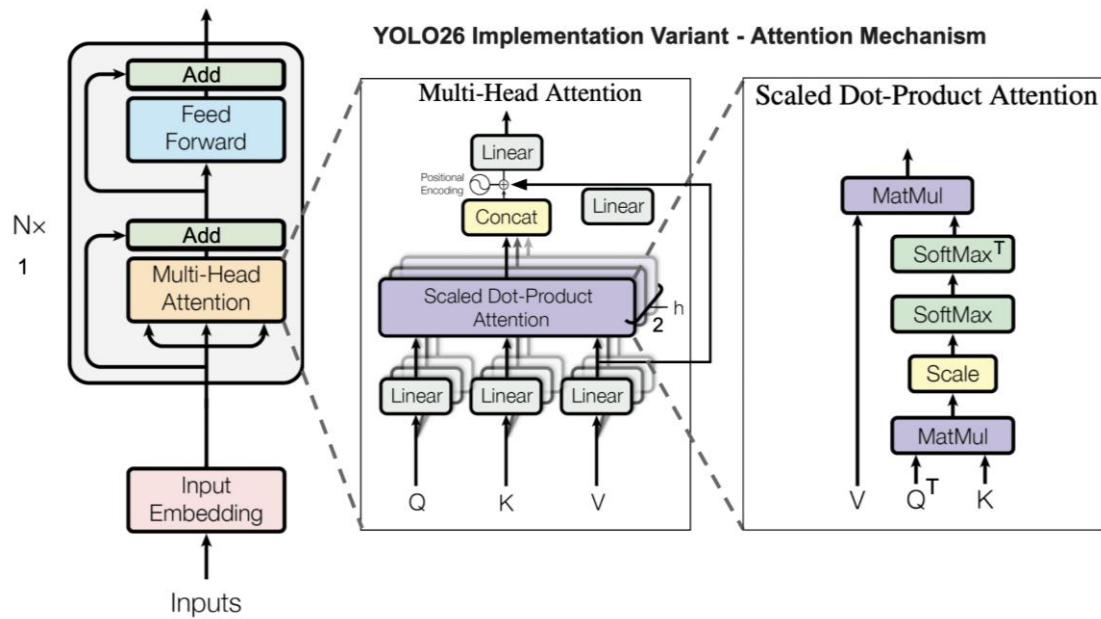 YOLO26 Implementation Variant - Attention Mechanism
Add
Feed
Forward
N×
1
Add
Multi-Head
Attention
Input
Embedding
Inputs
Multi-Head Attention
Linear
Positional
Encoding
Linear
Concat
Scaled Dot-Product
Attention
h
2
Linear
Linear
Linear
Q
K
V
Scaled Dot-Product Attention
MatMul
SoftMaxᵀ
SoftMax
Scale
MatMul
V
Qᵀ
K